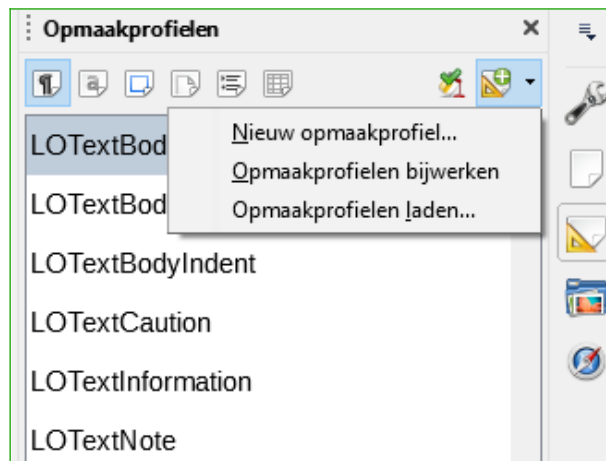 Opmaakprofielen
Nieuw opmaakprofiel...
Opmaakprofielen bijwerken
Opmaakprofielen laden...
LOTextBod
LOTextBod
LOTextBodyIndent
LOTextCaution
LOTextInformation
LOTextNote